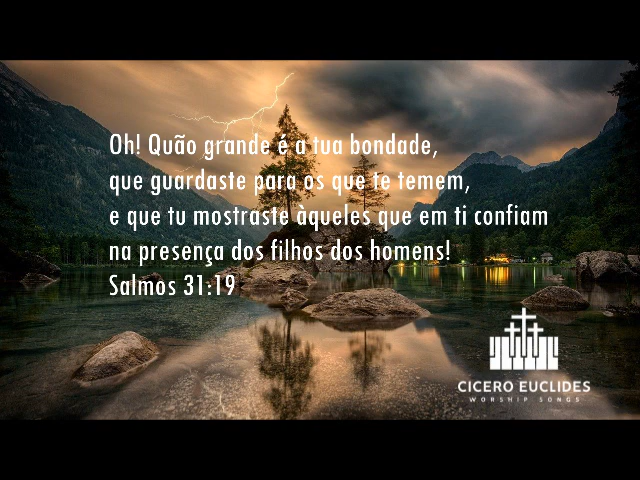 Oh! Quão grande é a tua bondade,
que guardaste para os que te temem,
e que tu mostraste àqueles que em ti confiam
na presença dos filhos dos homens!
Salmos 31:19
CICERO EUCLIDES
WORSHIP SONGS